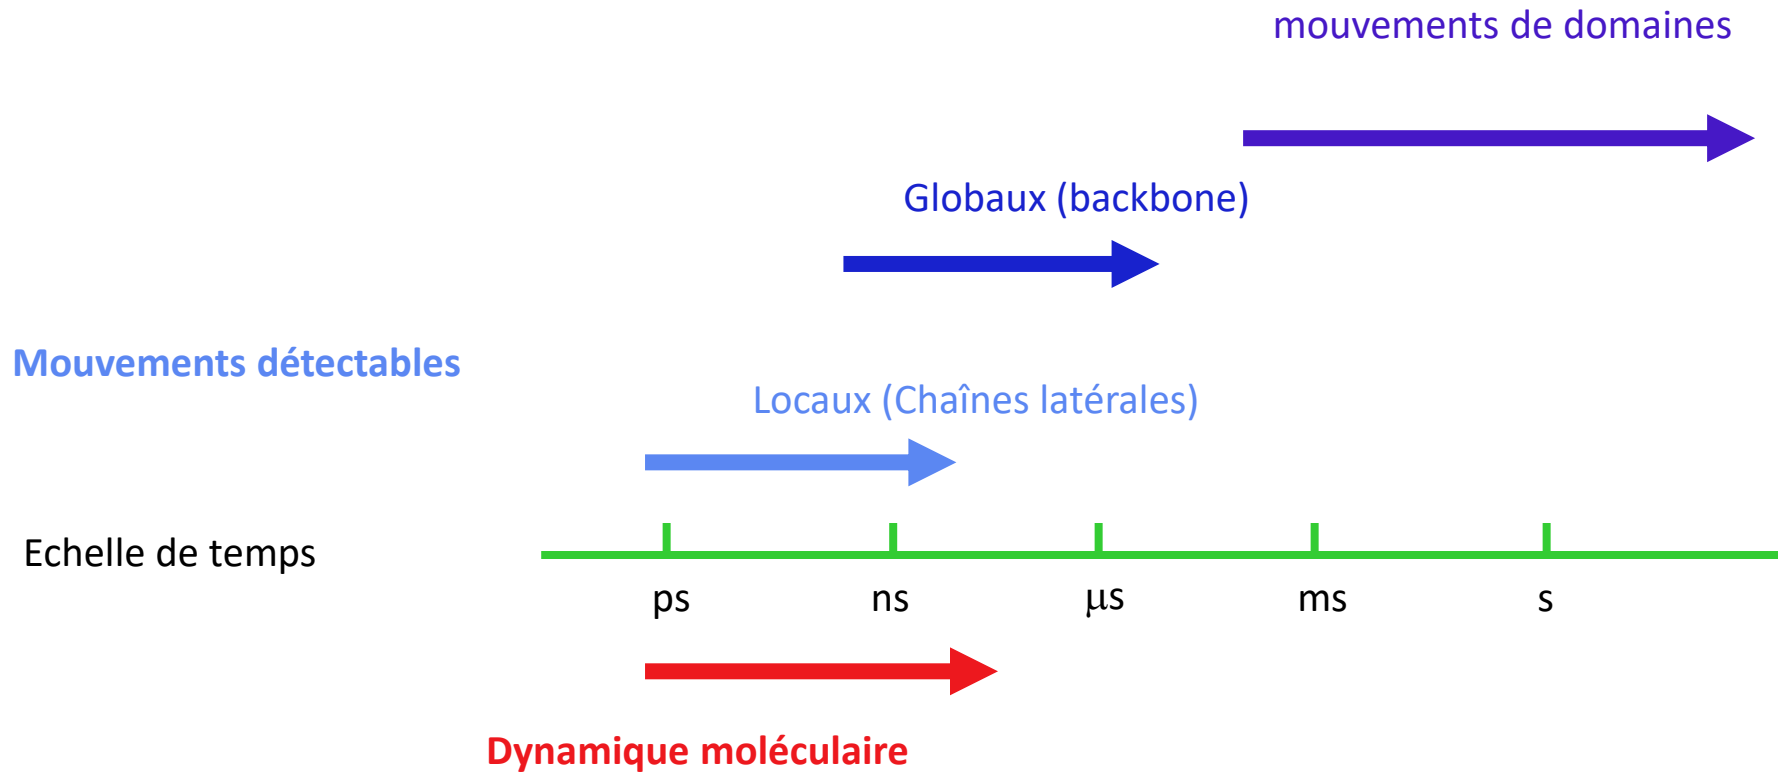 mouvements de domaines
Globaux (backbone)
Mouvements détectables
Locaux (Chaînes latérales)
Echelle de temps
ps ns μs ms s
Dynamique moléculaire